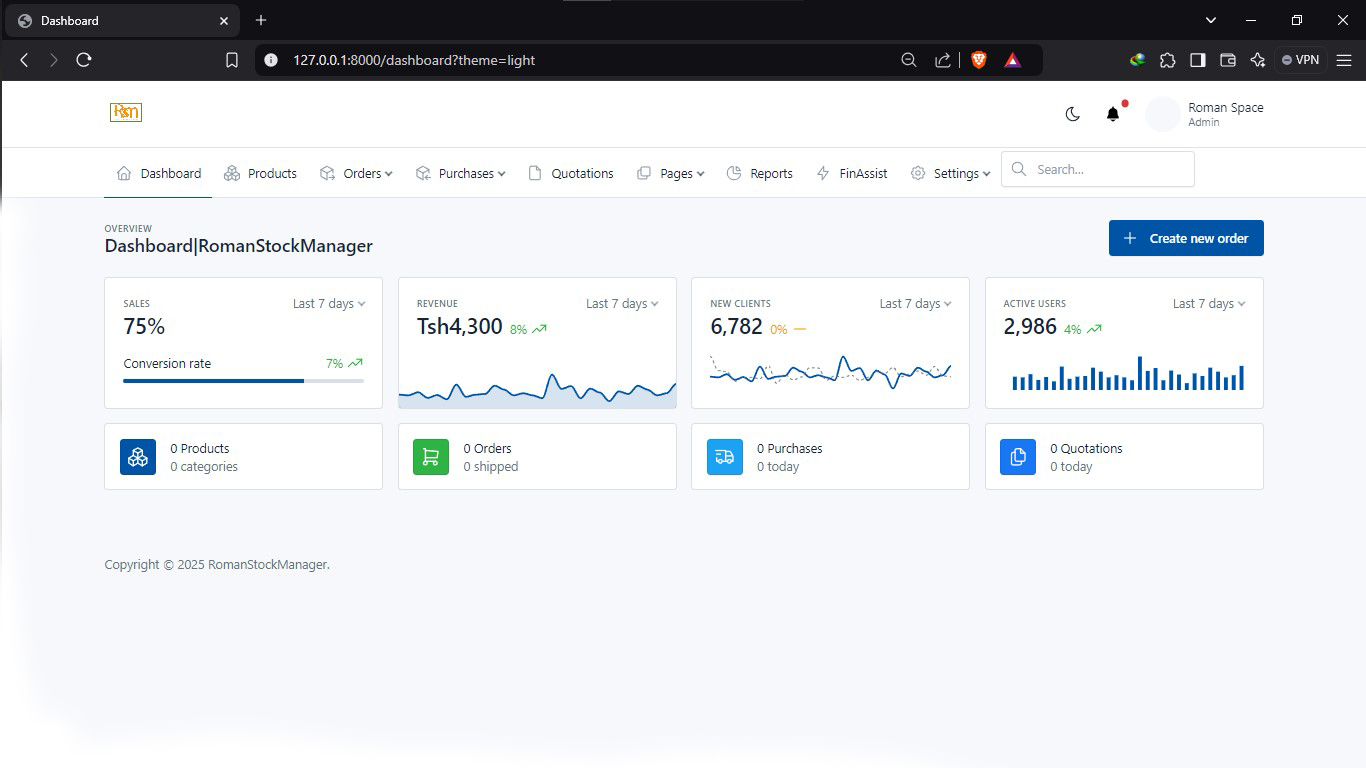 Dashboard
127.0.0.1:8000/dashboard?theme=light
VPN
Rsm
Roman Space
Admin
Dashboard Products Orders Purchases Quotations Pages Reports FinAssist Settings Search...
OVERVIEW
Dashboard|RomanStockManager
Create new order
SALES Last 7 days
75%
Conversion rate 7%
REVENUE Last 7 days
Tsh4,300 8%
NEW CLIENTS Last 7 days
6,782 0%
ACTIVE USERS Last 7 days
2,986 4%
0 Products
0 categories
0 Orders
0 shipped
0 Purchases
0 today
0 Quotations
0 today
Copyright © 2025 RomanStockManager.